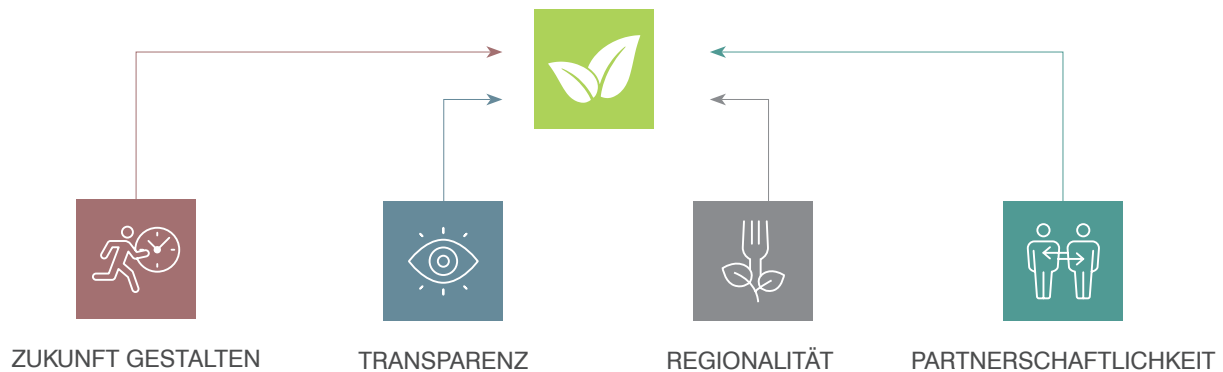 ZUKUNFT GESTALTEN
TRANSPARENZ
REGIONALITÄT
PARTNERSCHAFTLICHKEIT